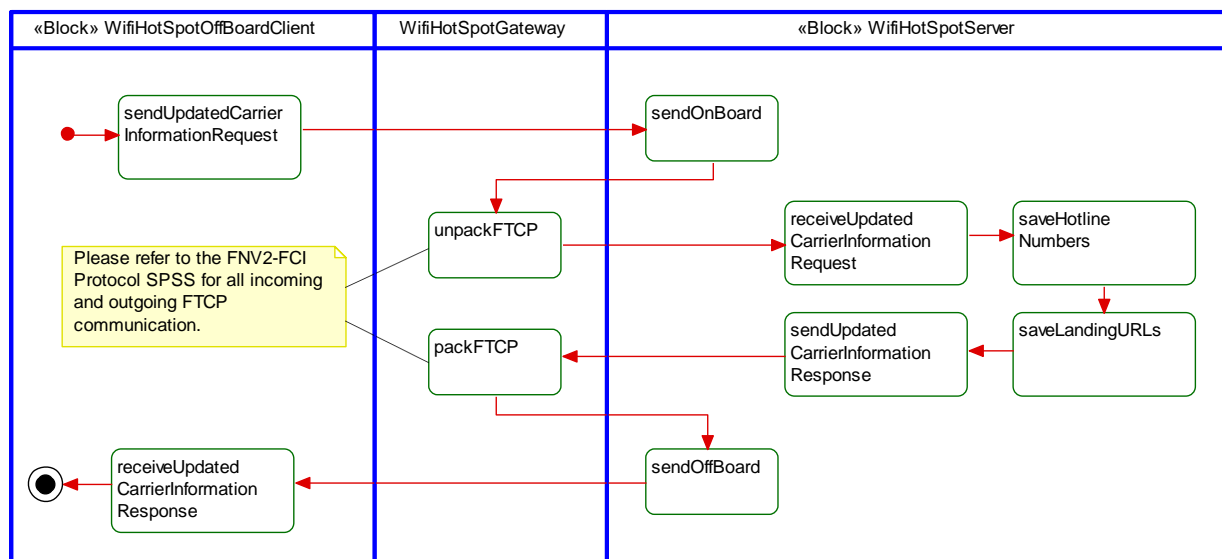 «Block» WifiHotSpotOffBoardClient
WifiHotSpotGateway
«Block» WifiHotSpotServer
sendUpdatedCarrier
InformationRequest
sendOnBoard
unpackFTCP
receiveUpdated
CarrierInformation
Request
saveHotline
Numbers
Please refer to the FNV2-FCI
Protocol SPSS for all incoming
and outgoing FTCP
communication.
packFTCP
sendUpdated
CarrierInformation
Response
saveLandingURLs
receiveUpdated
CarrierInformation
Response
sendOffBoard